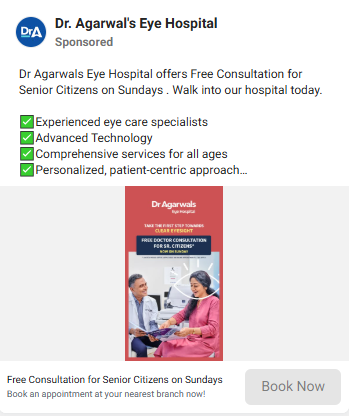 DrA
Dr. Agarwal's Eye Hospital
Sponsored
Dr Agarwals Eye Hospital offers Free Consultation for
Senior Citizens on Sundays . Walk into our hospital today.
✅Experienced eye care specialists
✅Advanced Technology
✅Comprehensive services for all ages
✅Personalized, patient-centric approach...
Dr Agarwals
Eye Hospital
TAKE THE FIRST STEP TOWARDS
CLEAR EYESIGHT
FREE DOCTOR CONSULTATION
FOR SR. CITIZENS*
NOW ON SUNDAY
Free Consultation for Senior Citizens on Sundays
Book an appointment at your nearest branch now!
Book Now